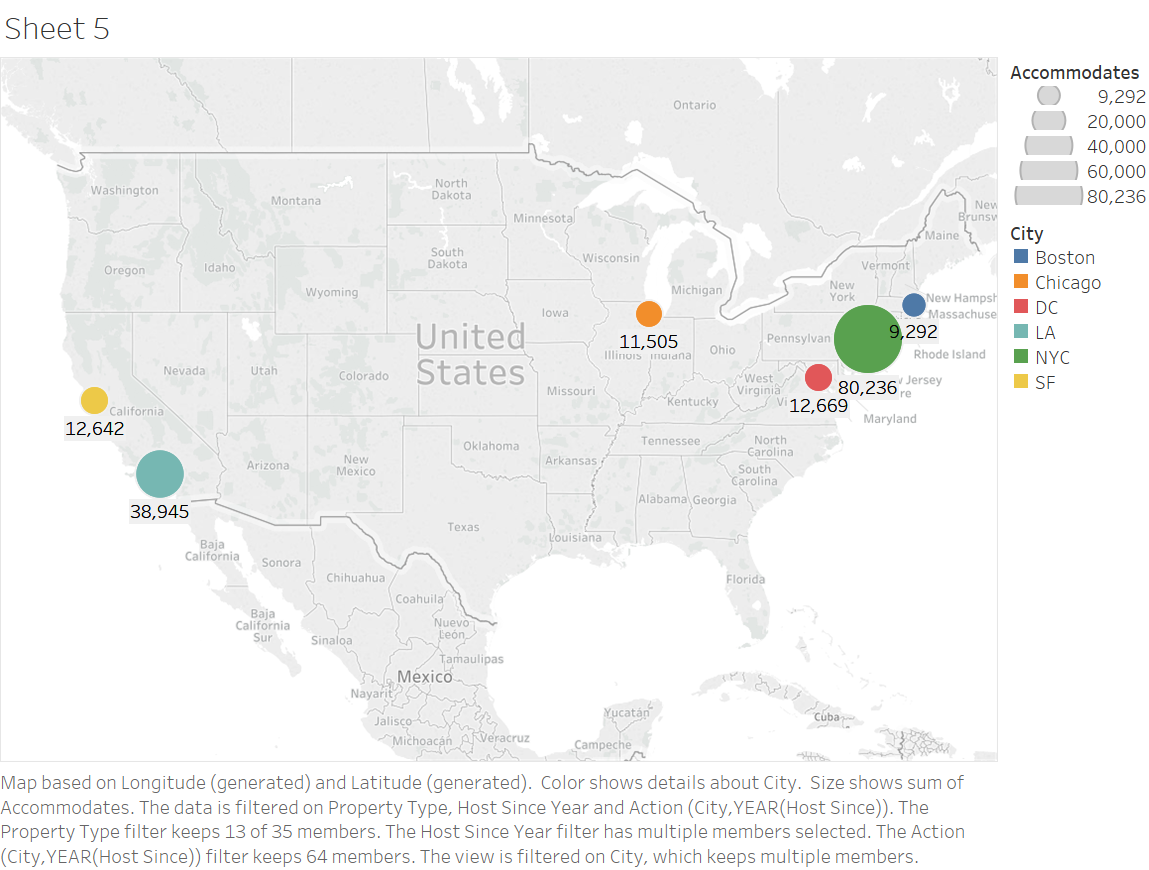 Sheet 5
Accommodates
9,292
20,000
40,000
60,000
80,236
City
Boston
Chicago
DC
LA
NYC
SF
Ontario
Washington
Montana
North
Dakota
Minnesota
New
Brunsw
Maine
Oregon
Idaho
South
Dakota
Wisconsin
Michigan
Vermont
Wyoming
New
York
New Hampsh
Massachuse
Iowa
9,292
United
States
11,505
Illinois
Indiana
Ohio
Pennsylvan
Rhode Island
Nevada
Utah
Colorado
Missouri
West
Virginia
Kentucky
80,236
Jersey
12,669
Maryland
California
12,642
Oklahoma
Tennessee
North
Carolina
Arizona
New
Mexico
Arkansas
South
Carolina
Alabama
Georgia
38,945
Texas
Louisiana
Baja
California
Sonora
Chihuahua
Florida
Coahuila
Baja
California
Sur
Sinaloa
Nuevo
León
Tamaulipas
Mexico
Nayarit
Yucatán
Jalisco
Cuba
Michoacán
Veracruz
Campeche
Map based on Longitude (generated) and Latitude (generated).  Color shows details about City.  Size shows sum of
Accommodates. The data is filtered on Property Type, Host Since Year and Action (City,YEAR(Host Since)). The
Property Type filter keeps 13 of 35 members. The Host Since Year filter has multiple members selected. The Action
(City,YEAR(Host Since)) filter keeps 64 members. The view is filtered on City, which keeps multiple members.